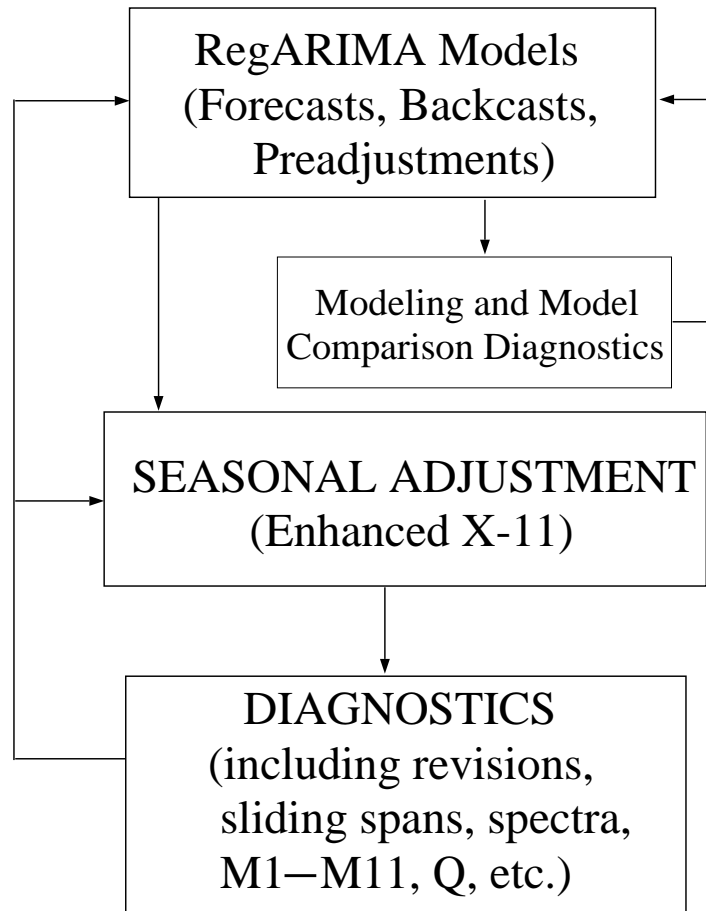 RegARIMA Models
(Forecasts, Backcasts,
Preadjustments)
Modeling and Model
Comparison Diagnostics
SEASONAL ADJUSTMENT
(Enhanced X-11)
DIAGNOSTICS
(including revisions,
sliding spans, spectra,
M1–M11, Q, etc.)